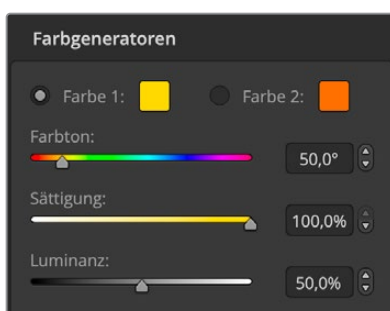 Farbgeneratoren
Farbe 1: Farbe 2:
Farbton:
50,0°
Sättigung:
100,0%
Luminanz:
50,0%